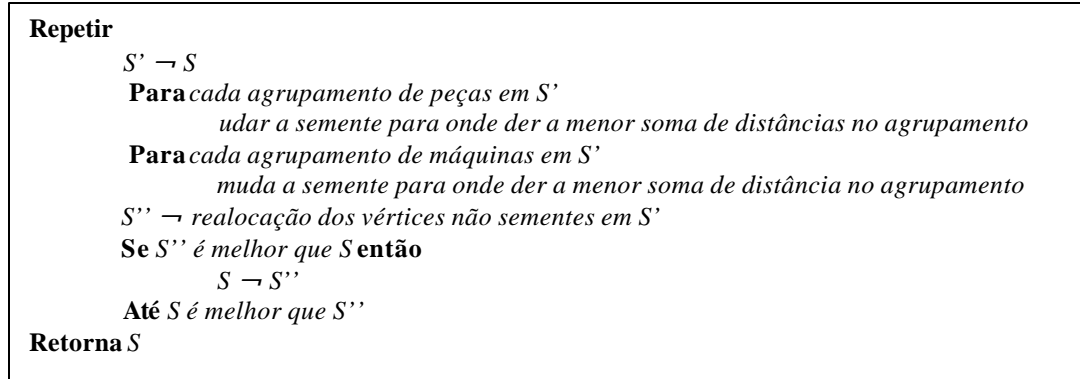 Repetir
S’ ¬ S
Para cada agrupamento de peças em S’
udar a semente para onde der a menor soma de distâncias no agrupamento
Para cada agrupamento de máquinas em S’
muda a semente para onde der a menor soma de distância no agrupamento
S’’ ¬ realocação dos vértices não sementes em S’
Se S’’ é melhor que S então
S ¬ S’’
Até S é melhor que S’’
Retorna S